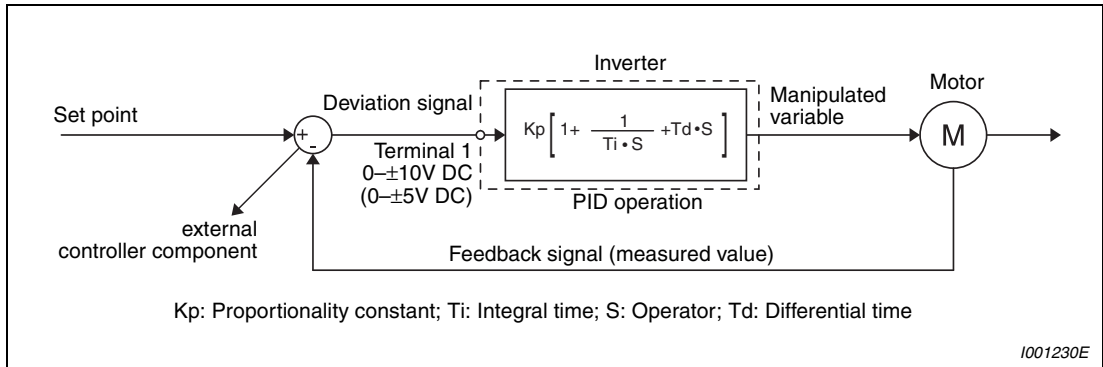 Inverter
Motor
Set point
Deviation signal
Manipulated
variable
+
-
Kp [ 1+ 1 / Ti • S +Td • S ]
M
Terminal 1
0–±10V DC
(0–±5V DC)
PID operation
external
controller component
Feedback signal (measured value)
Kp: Proportionality constant; Ti: Integral time; S: Operator; Td: Differential time
I001230E